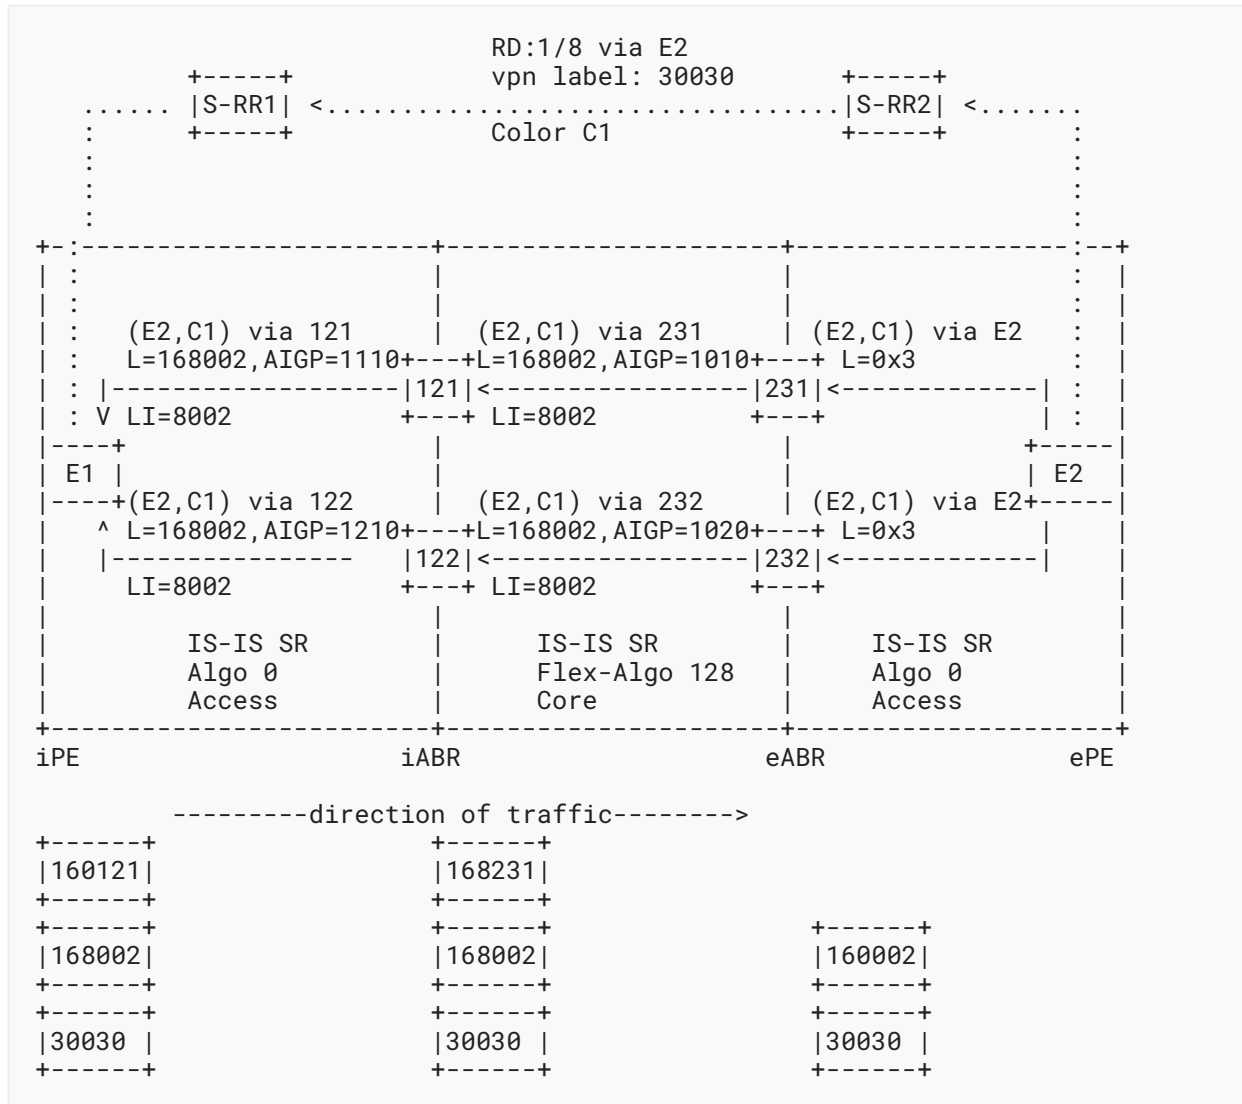 RD:1/8 via E2
          +-----+             vpn label: 30030       +-----+
   ...... |S-RR1| <..................................|S-RR2| <.......
   :      +-----+             Color C1               +-----+        :
   :                                                                :
   :                                                                :
   :                                                                :
+-:-----------------------+----------------------+------------------:--+
| :                       |                      |                  :  |
| :                       |                      |                  :  |
| :   (E2,C1) via 121     |  (E2,C1) via 231     | (E2,C1) via E2   :  |
| :   L=168002,AIGP=1110+---+L=168002,AIGP=1010+---+ L=0x3          :  |
| : |-------------------|121|<-----------------|231|<-------------| :  |
| : V LI=8002           +---+ LI=8002          +---+              | :  |
|----+                    |                      |               +-----|
| E1 |                    |                      |               | E2  |
|----+(E2,C1) via 122     |  (E2,C1) via 232     | (E2,C1) via E2+-----|
|   ^ L=168002,AIGP=1210+---+L=168002,AIGP=1020+---+ L=0x3        |    |
|   |----------------   |122|<-----------------|232|<-------------|    |
|     LI=8002           +---+ LI=8002          +---+                   |
|                         |                      |                     |
|         IS-IS SR        |      IS-IS SR        |    IS-IS SR         |
|         Algo 0          |      Flex-Algo 128   |    Algo 0           |
|         Access          |      Core            |    Access           |
+-------------------------+----------------------+---------------------+
iPE                     iABR                    eABR                ePE

         ---------direction of traffic-------->
+------+                  +------+
|160121|                  |168231|
+------+                  +------+
+------+                  +------+                 +------+
|168002|                  |168002|                 |160002|
+------+                  +------+                 +------+
+------+                  +------+                 +------+
|30030 |                  |30030 |                 |30030 |
+------+                  +------+                 +------+